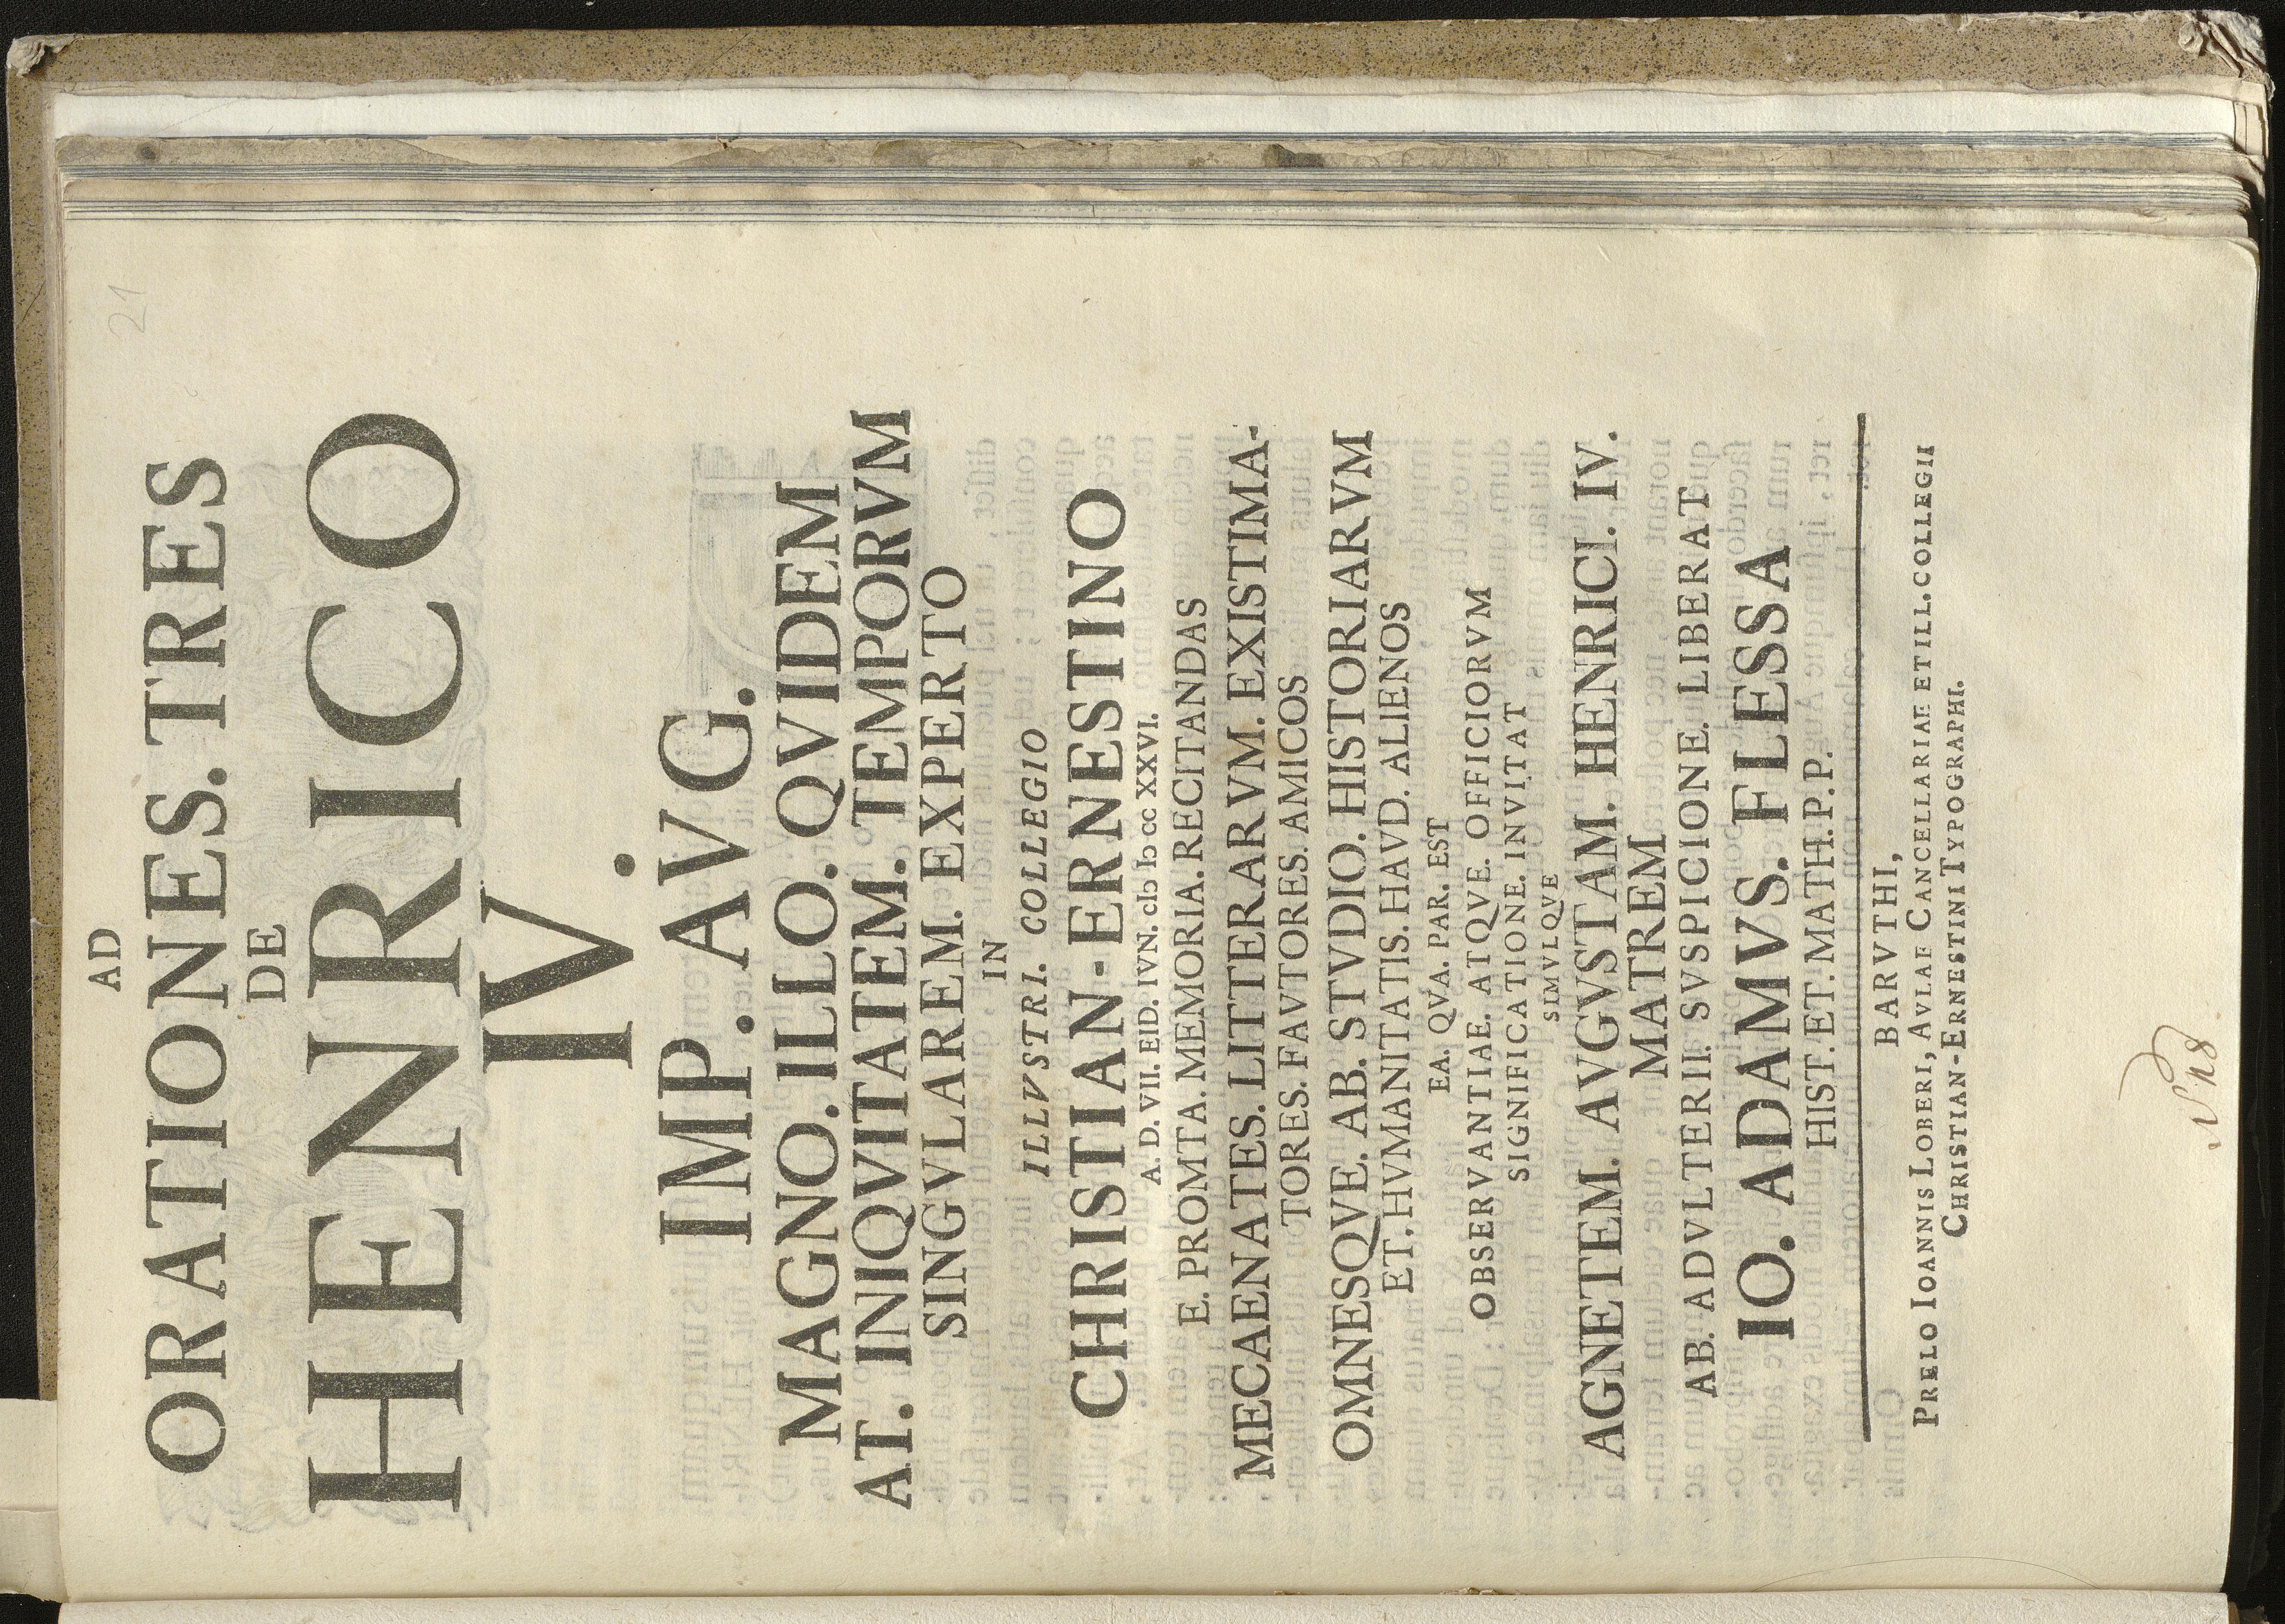 21
AD
ORATIONES. TRES
DE
HENRICO
IV.
IMP. AVG.
MAGNO. ILLO. QVIDEM
AT. INIQVITATEM. TEMPORVM
SINGVLAREM. EXPERTO
IN
ILLVSTRI. COLLEGIO
CHRISTIAN-ERNESTINO
A. D. VII. EID. IVN. cIↄ Iↄ cc XXVI.
E. PROMTA. MEMORIA. RECITANDAS
MECAENATES. LITTERARVM. EXISTIMA-
TORES. FAVTORES. AMICOS
OMNESQVE. AB. STVDIO. HISTORIARVM
ET. HVMANITATIS. HAVD. ALIENOS
EA. QVA. PAR. EST
OBSERVANTIAE. ATQVE. OFFICIORVM
SIGNIFICATIONE. INVITAT
SIMVLQVE
AGNETEM. AVGVSTAM. HENRICI. IV.
MATREM
AB. ADVLTERII. SVSPICIONE. LIBERAT
IO. ADAMVS. FLESSA
HIST. ET. MATH. P. P.
BARVTHI,
PRELO IOANNIS LOBERI, AVLAE CANCELLARIAE ET ILL. COLLEGII
CHRISTIAN-ERNESTINI TYPOGRAPHI.